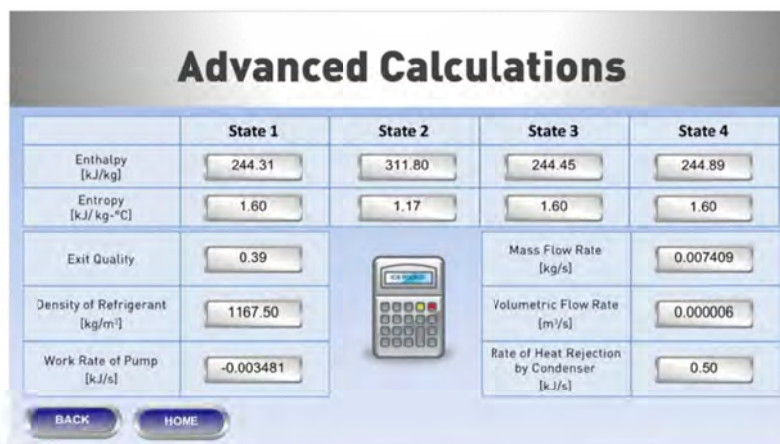 Advanced Calculations
State 1 State 2 State 3 State 4
Enthalpy
[kJ/kg]
244.31 311.80 244.45 244.89
Entropy
[kJ/ kg-°C]
1.60 1.17 1.60 1.60
Exit Quality 0.39
Mass Flow Rate
[kg/s]
0.007409
Density of Refrigerant
[kg/m³]
1167.50
Volumetric Flow Rate
[m³/s]
0.000006
Work Rate of Pump
[kJ/s]
-0.003481
Rate of Heat Rejection
by Condenser
[kJ/s]
0.50
BACK HOME